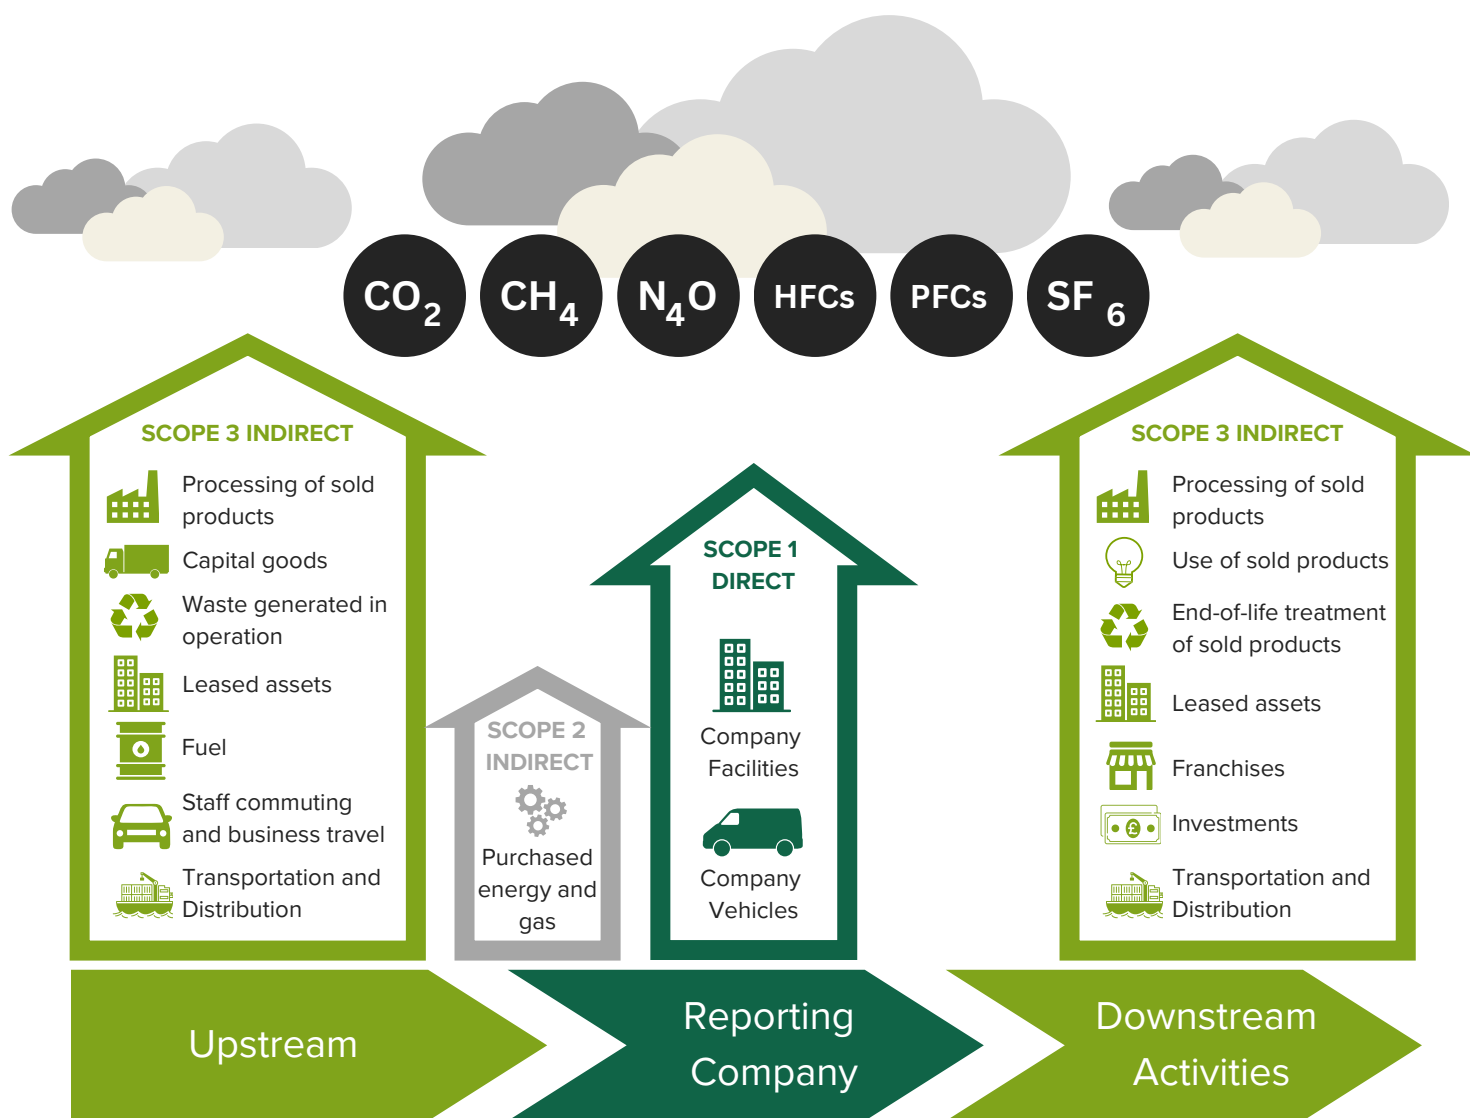 CO₂ CH₄ N₄O HFCs PFCs SF₆
SCOPE 3 INDIRECT
Processing of sold
products
Capital goods
Waste generated in
operation
Leased assets
Fuel
Staff commuting
and business travel
Transportation and
Distribution
SCOPE 2
INDIRECT
Purchased
energy and
gas
SCOPE 1
DIRECT
Company
Facilities
Company
Vehicles
SCOPE 3 INDIRECT
Processing of sold
products
Use of sold products
End-of-life treatment
of sold products
Leased assets
Franchises
£
Investments
Transportation and
Distribution
Upstream
Reporting
Company
Downstream
Activities